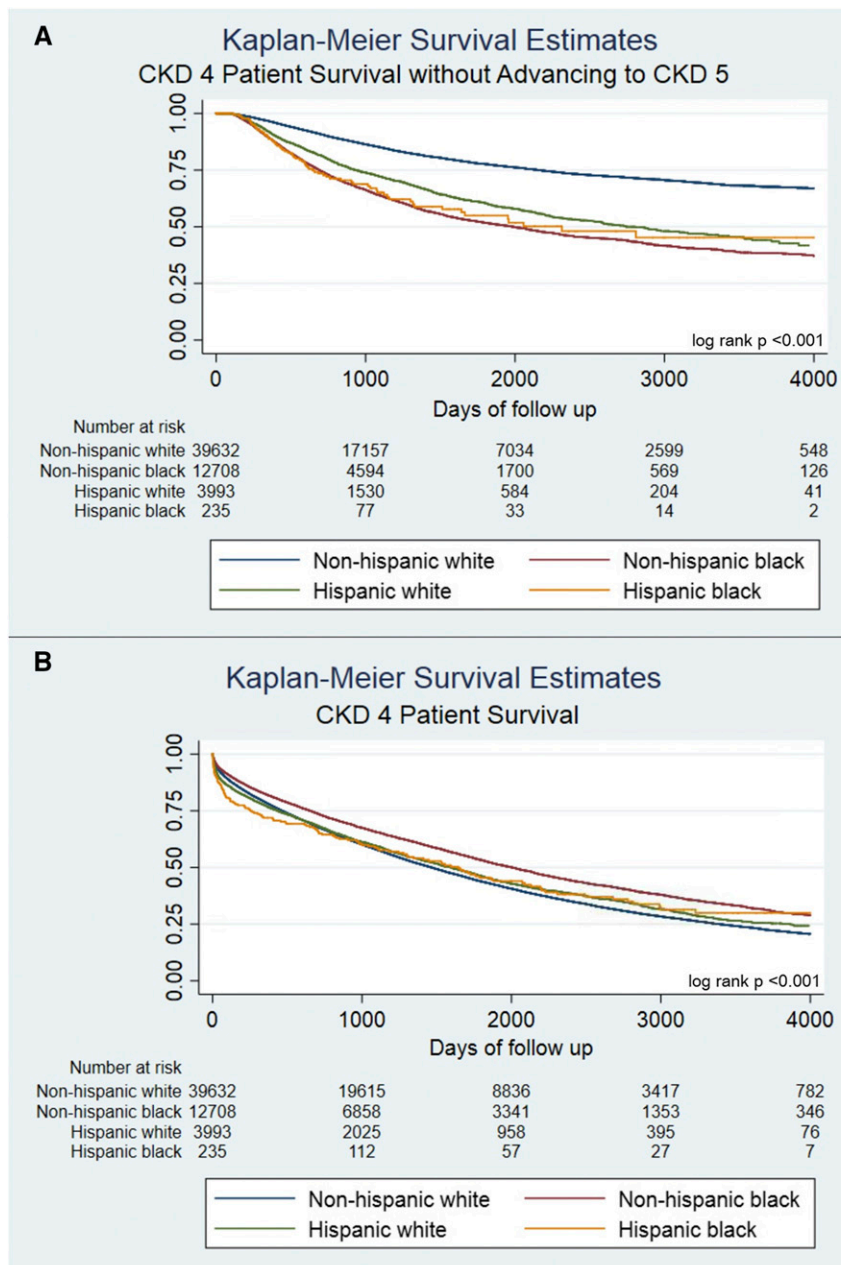 A
Kaplan-Meier Survival Estimates
CKD 4 Patient Survival without Advancing to CKD 5
1.00
0.75
0.50
0.25
0.00
log rank p <0.001
0 1000 2000 3000 4000
Days of follow up
Number at risk
Non-hispanic white 39632 17157 7034 2599 548
Non-hispanic black 12708 4594 1700 569 126
Hispanic white 3993 1530 584 204 41
Hispanic black 235 77 33 14 2
Non-hispanic white Non-hispanic black
Hispanic white Hispanic black
B
Kaplan-Meier Survival Estimates
CKD 4 Patient Survival
1.00
0.75
0.50
0.25
0.00
log rank p <0.001
0 1000 2000 3000 4000
Days of follow up
Number at risk
Non-hispanic white 39632 19615 8836 3417 782
Non-hispanic black 12708 6858 3341 1353 346
Hispanic white 3993 2025 958 395 76
Hispanic black 235 112 57 27 7
Non-hispanic white Non-hispanic black
Hispanic white Hispanic black